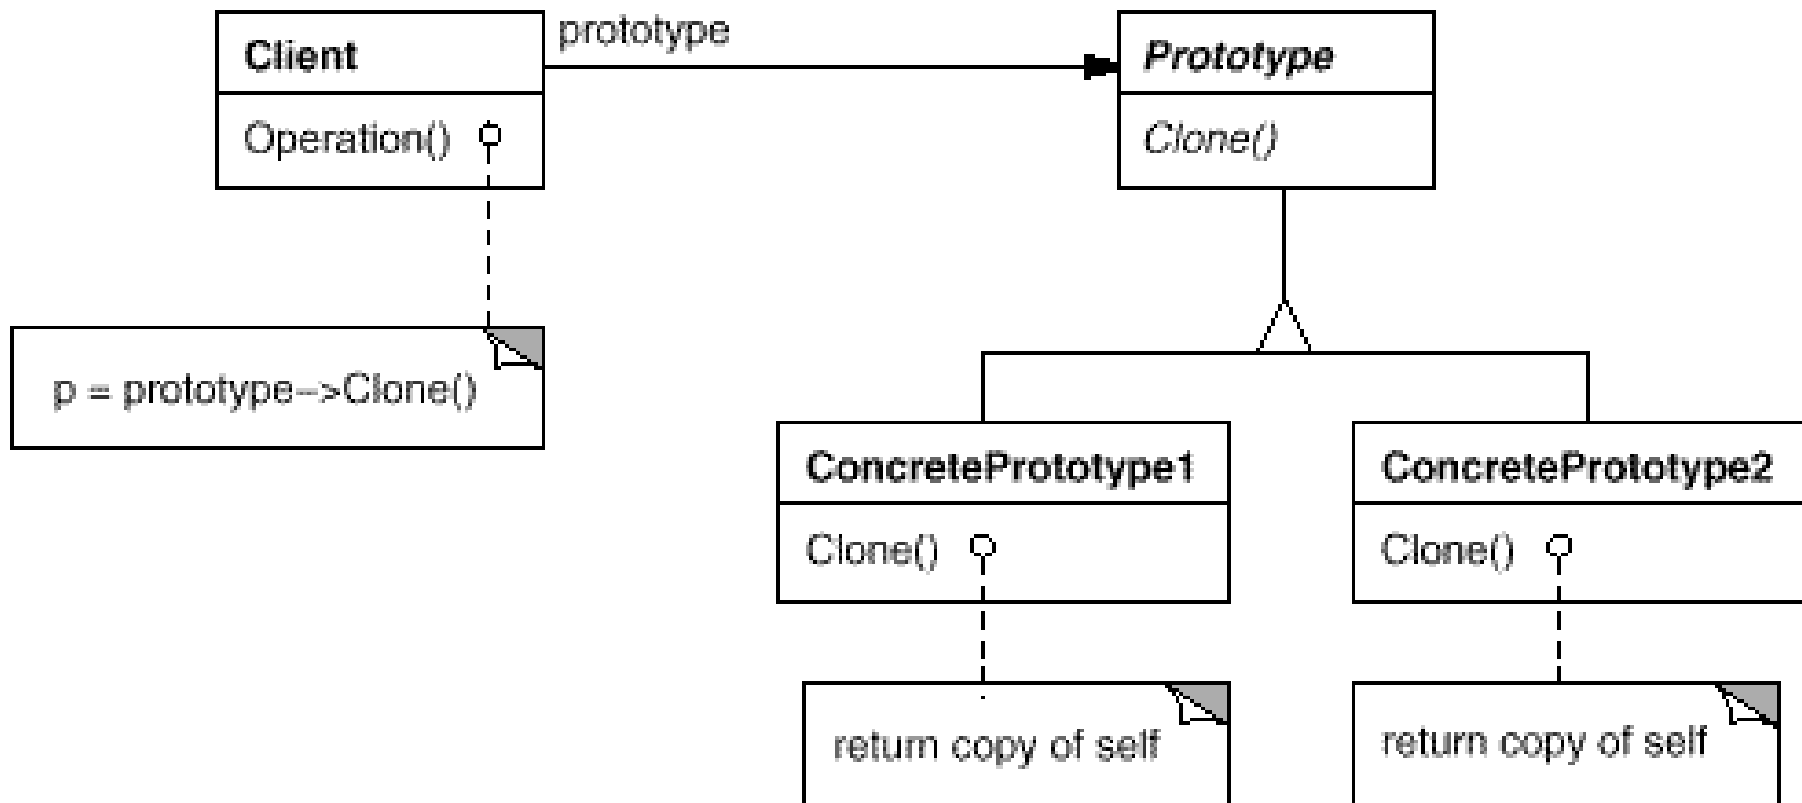 Client
Operation()
prototype
Prototype
Clone()
p = prototype–>Clone()
ConcretePrototype1
Clone()
ConcretePrototype2
Clone()
return copy of self
return copy of self